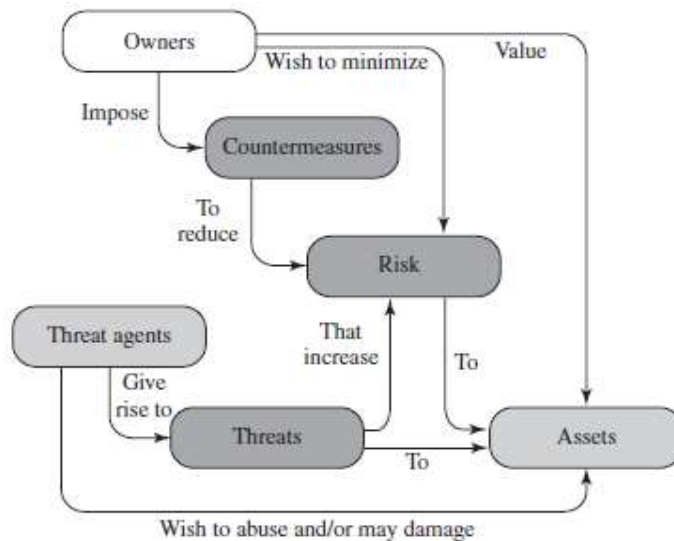 Owners
Value
Wish to minimize
Impose
Countermeasures
To
reduce
Risk
Threat agents
That
increase
To
Give
rise to
Threats
Assets
To
Wish to abuse and/or may damage